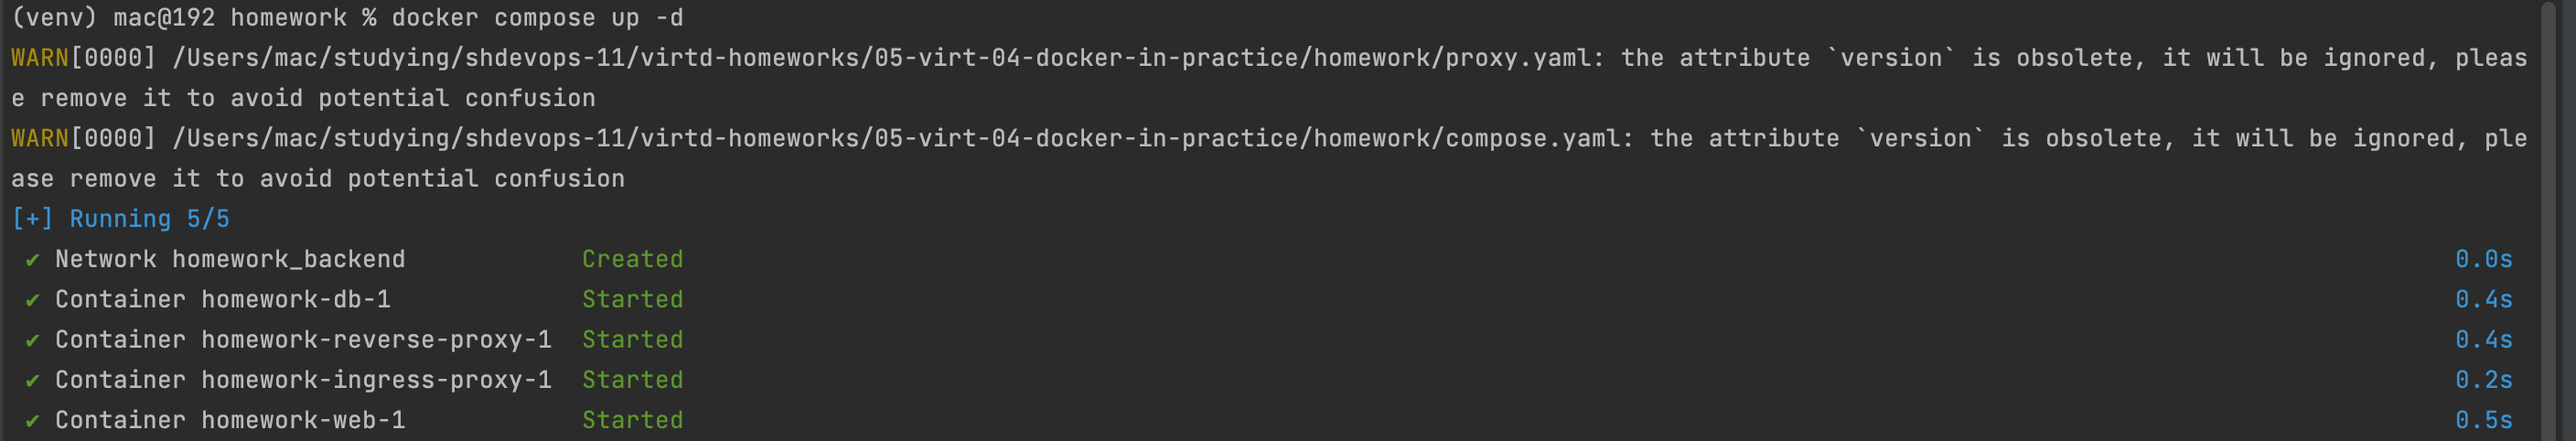 (venv) mac@192 homework % docker compose up -d
WARN[0000] /Users/mac/studying/shdevops-11/virtd-homeworks/05-virt-04-docker-in-practice/homework/proxy.yaml: the attribute `version` is obsolete, it will be ignored, pleas
e remove it to avoid potential confusion
WARN[0000] /Users/mac/studying/shdevops-11/virtd-homeworks/05-virt-04-docker-in-practice/homework/compose.yaml: the attribute `version` is obsolete, it will be ignored, ple
ase remove it to avoid potential confusion
[+] Running 5/5
✔ Network homework_backend Created 0.0s
✔ Container homework-db-1 Started 0.4s
✔ Container homework-reverse-proxy-1 Started 0.4s
✔ Container homework-ingress-proxy-1 Started 0.2s
✔ Container homework-web-1 Started 0.5s